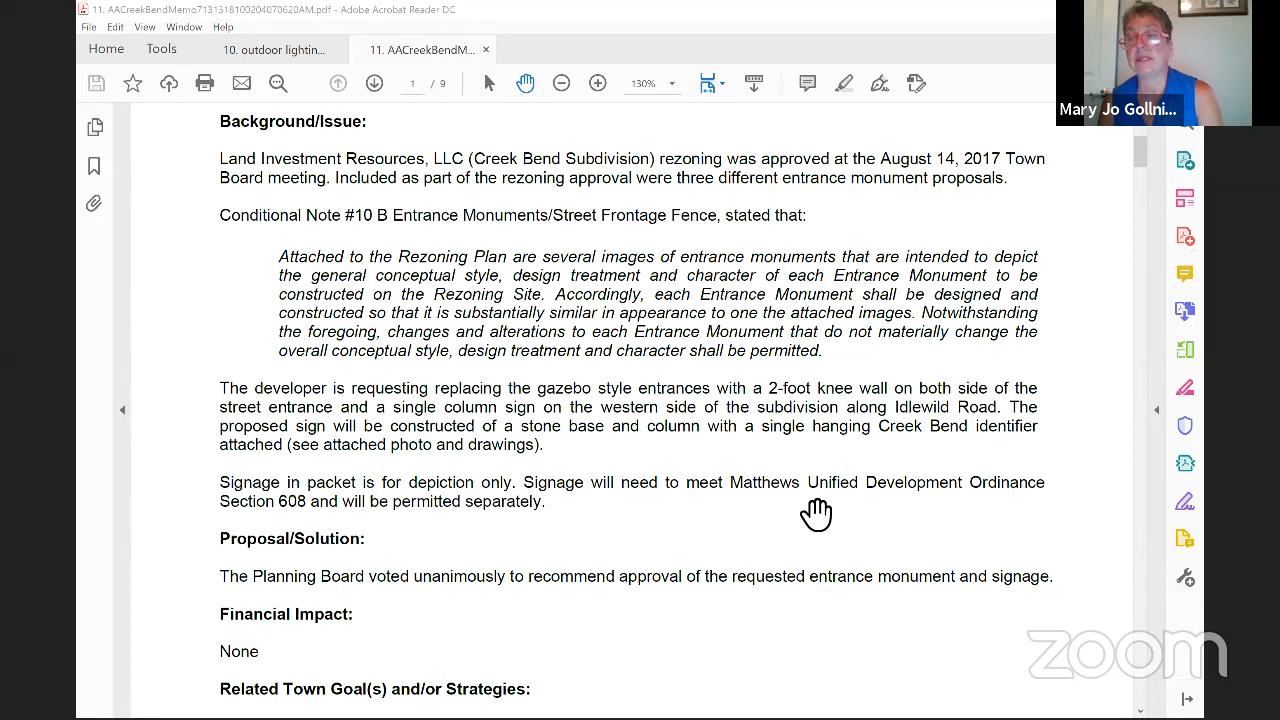 11. AACreekBendMemo7131318100204070620AM.pdf - Adobe Acrobat Reader DC
File Edit View Window Help
Home Tools 10. outdoor lightin... 11. AACreekBendM... ×
1 / 9 130%
Mary Jo Gollni...
Background/Issue:
Land Investment Resources, LLC (Creek Bend Subdivision) rezoning was approved at the August 14, 2017 Town
Board meeting. Included as part of the rezoning approval were three different entrance monument proposals.
Conditional Note #10 B Entrance Monuments/Street Frontage Fence, stated that:
Attached to the Rezoning Plan are several images of entrance monuments that are intended to depict
the general conceptual style, design treatment and character of each Entrance Monument to be
constructed on the Rezoning Site. Accordingly, each Entrance Monument shall be designed and
constructed so that it is substantially similar in appearance to one the attached images. Notwithstanding
the foregoing, changes and alterations to each Entrance Monument that do not materially change the
overall conceptual style, design treatment and character shall be permitted.
The developer is requesting replacing the gazebo style entrances with a 2-foot knee wall on both side of the
street entrance and a single column sign on the western side of the subdivision along Idlewild Road. The
proposed sign will be constructed of a stone base and column with a single hanging Creek Bend identifier
attached (see attached photo and drawings).
Signage in packet is for depiction only. Signage will need to meet Matthews Unified Development Ordinance
Section 608 and will be permitted separately.
Proposal/Solution:
The Planning Board voted unanimously to recommend approval of the requested entrance monument and signage.
Financial Impact:
None
Related Town Goal(s) and/or Strategies:
zoom